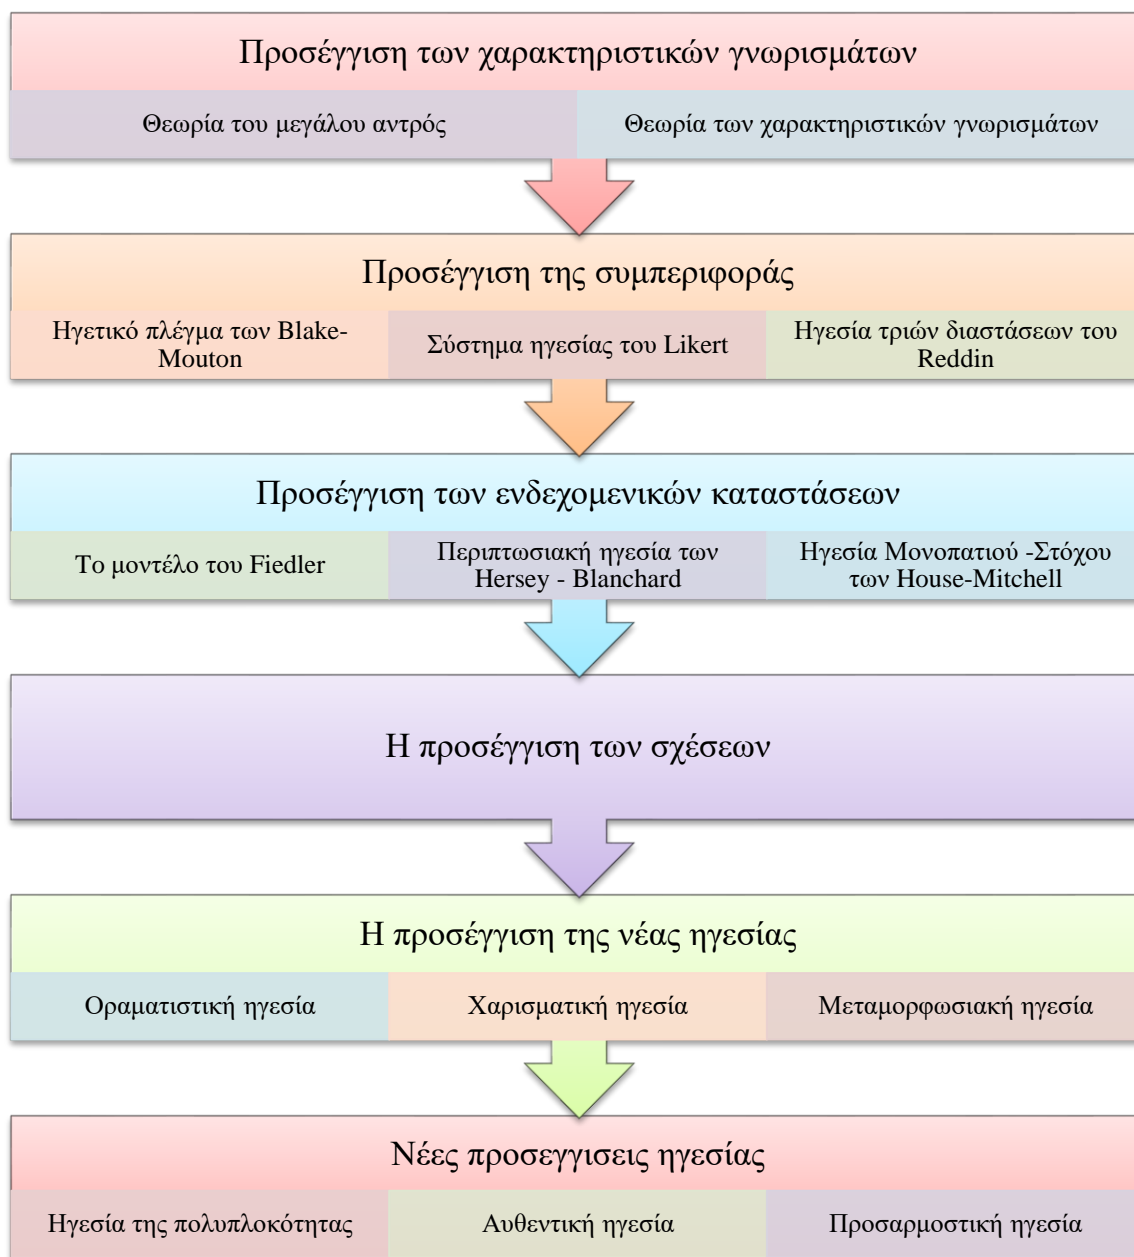 Προσέγγιση των χαρακτηριστικών γνωρισμάτων
Θεωρία του μεγάλου αντρός
Θεωρία των χαρακτηριστικών γνωρισμάτων
Προσέγγιση της συμπεριφοράς
Ηγετικό πλέγμα των Blake-
Mouton
Σύστημα ηγεσίας του Likert
Ηγεσία τριών διαστάσεων του
Reddin
Προσέγγιση των ενδεχομενικών καταστάσεων
Το μοντέλο του Fiedler
Περιπτωσιακή ηγεσία των
Hersey - Blanchard
Ηγεσία Μονοπατιού -Στόχου
των House-Mitchell
Η προσέγγιση των σχέσεων
Η προσέγγιση της νέας ηγεσίας
Οραματιστική ηγεσία
Χαρισματική ηγεσία
Μεταμορφωσιακή ηγεσία
Νέες προσεγγισεις ηγεσίας
Ηγεσία της πολυπλοκότητας
Αυθεντική ηγεσία
Προσαρμοστική ηγεσία